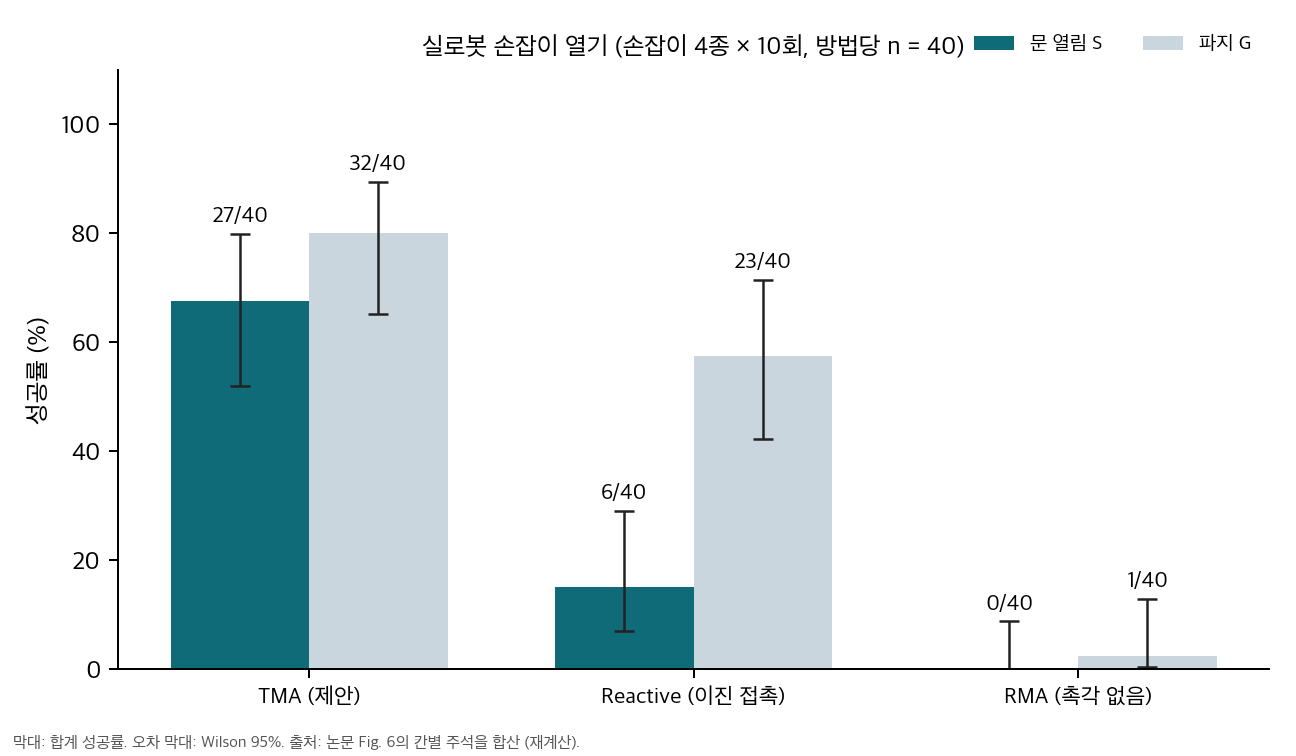 실로봇 손잡이 열기 (손잡이 4종 × 10회, 방법당 n = 40)
문 열림 S
파지 G
성공률 (%)
100
80
60
40
20
0
27/40
32/40
6/40
23/40
0/40
1/40
TMA (제안)
Reactive (이진 접촉)
RMA (촉각 없음)
막대: 합계 성공률. 오차 막대: Wilson 95%. 출처: 논문 Fig. 6의 칸별 주석을 합산 (재계산).